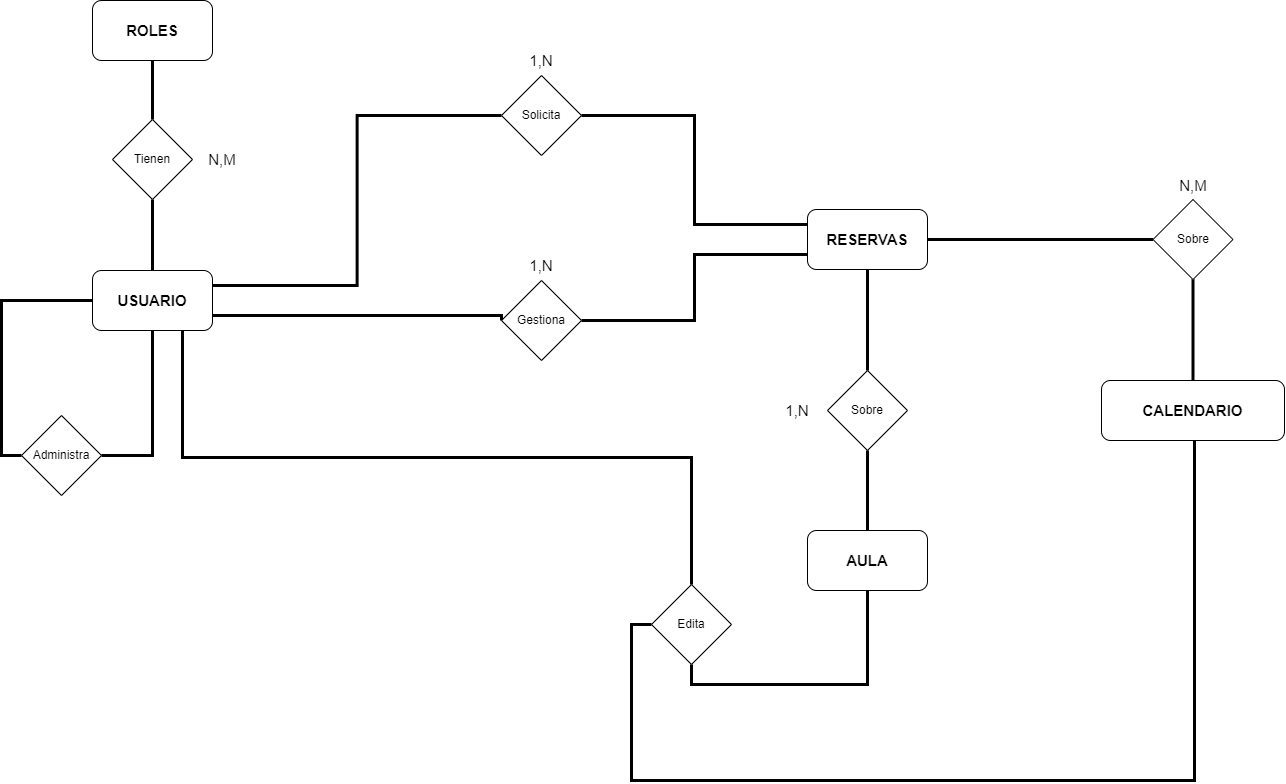 ROLES
1,N
Solicita
Tienen
N,M
N,M
RESERVAS
Sobre
1,N
USUARIO
Gestiona
1,N
Sobre
CALENDARIO
Administra
AULA
Edita